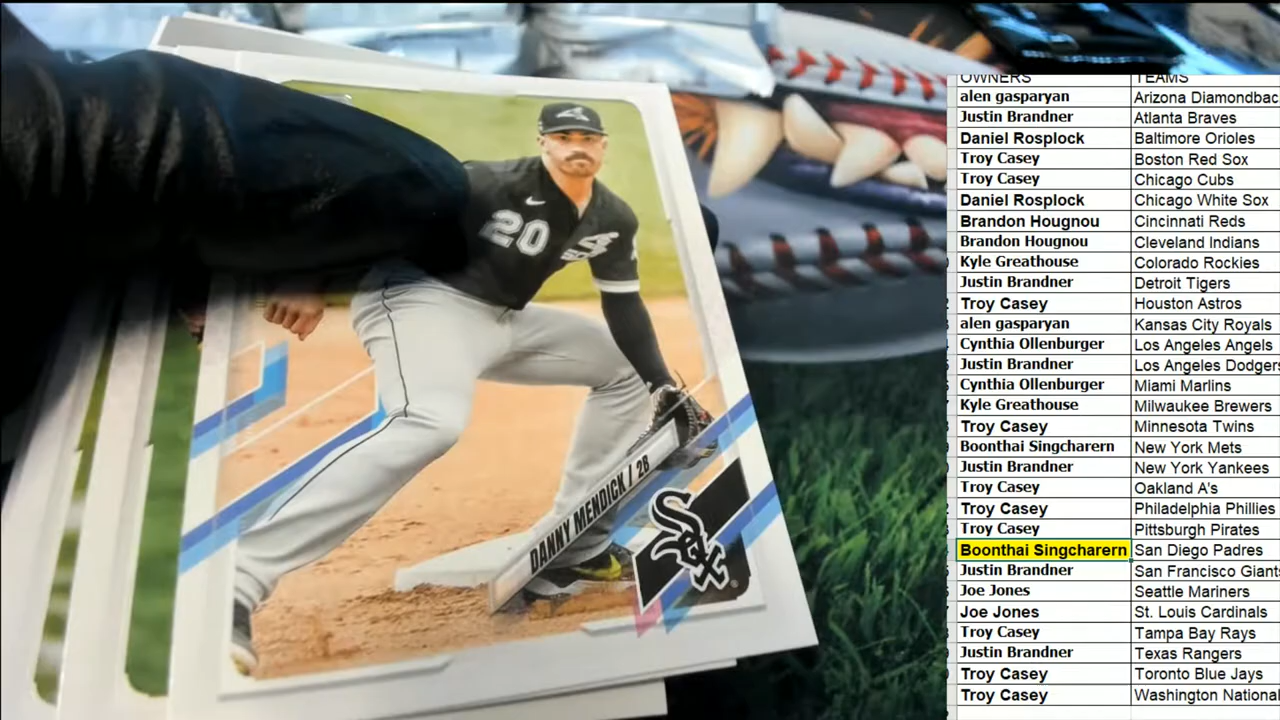 20
SOX
DANNY MENDICK / 2B
Sox
OWNERS TEAMS
alen gasparyan Arizona Diamondbac
Justin Brandner Atlanta Braves
Daniel Rosplock Baltimore Orioles
Troy Casey Boston Red Sox
Troy Casey Chicago Cubs
Daniel Rosplock Chicago White Sox
Brandon Hougnou Cincinnati Reds
Brandon Hougnou Cleveland Indians
Kyle Greathouse Colorado Rockies
Justin Brandner Detroit Tigers
Troy Casey Houston Astros
alen gasparyan Kansas City Royals
Cynthia Ollenburger Los Angeles Angels
Justin Brandner Los Angeles Dodgers
Cynthia Ollenburger Miami Marlins
Kyle Greathouse Milwaukee Brewers
Troy Casey Minnesota Twins
Boonthai Singcharern New York Mets
Justin Brandner New York Yankees
Troy Casey Oakland A's
Troy Casey Philadelphia Phillies
Troy Casey Pittsburgh Pirates
Boonthai Singcharern San Diego Padres
Justin Brandner San Francisco Giants
Joe Jones Seattle Mariners
Joe Jones St. Louis Cardinals
Troy Casey Tampa Bay Rays
Justin Brandner Texas Rangers
Troy Casey Toronto Blue Jays
Troy Casey Washington National